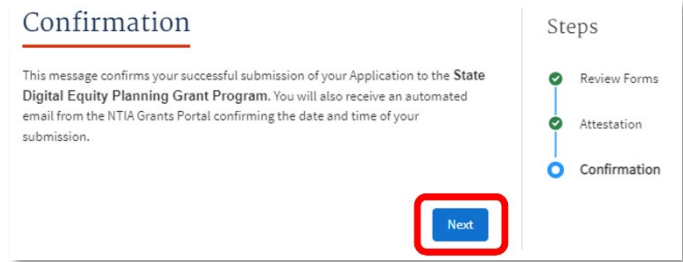 Confirmation
This message confirms your successful submission of your Application to the State
Digital Equity Planning Grant Program. You will also receive an automated
email from the NTIA Grants Portal confirming the date and time of your
submission.
Next
Steps
Review Forms
Attestation
Confirmation